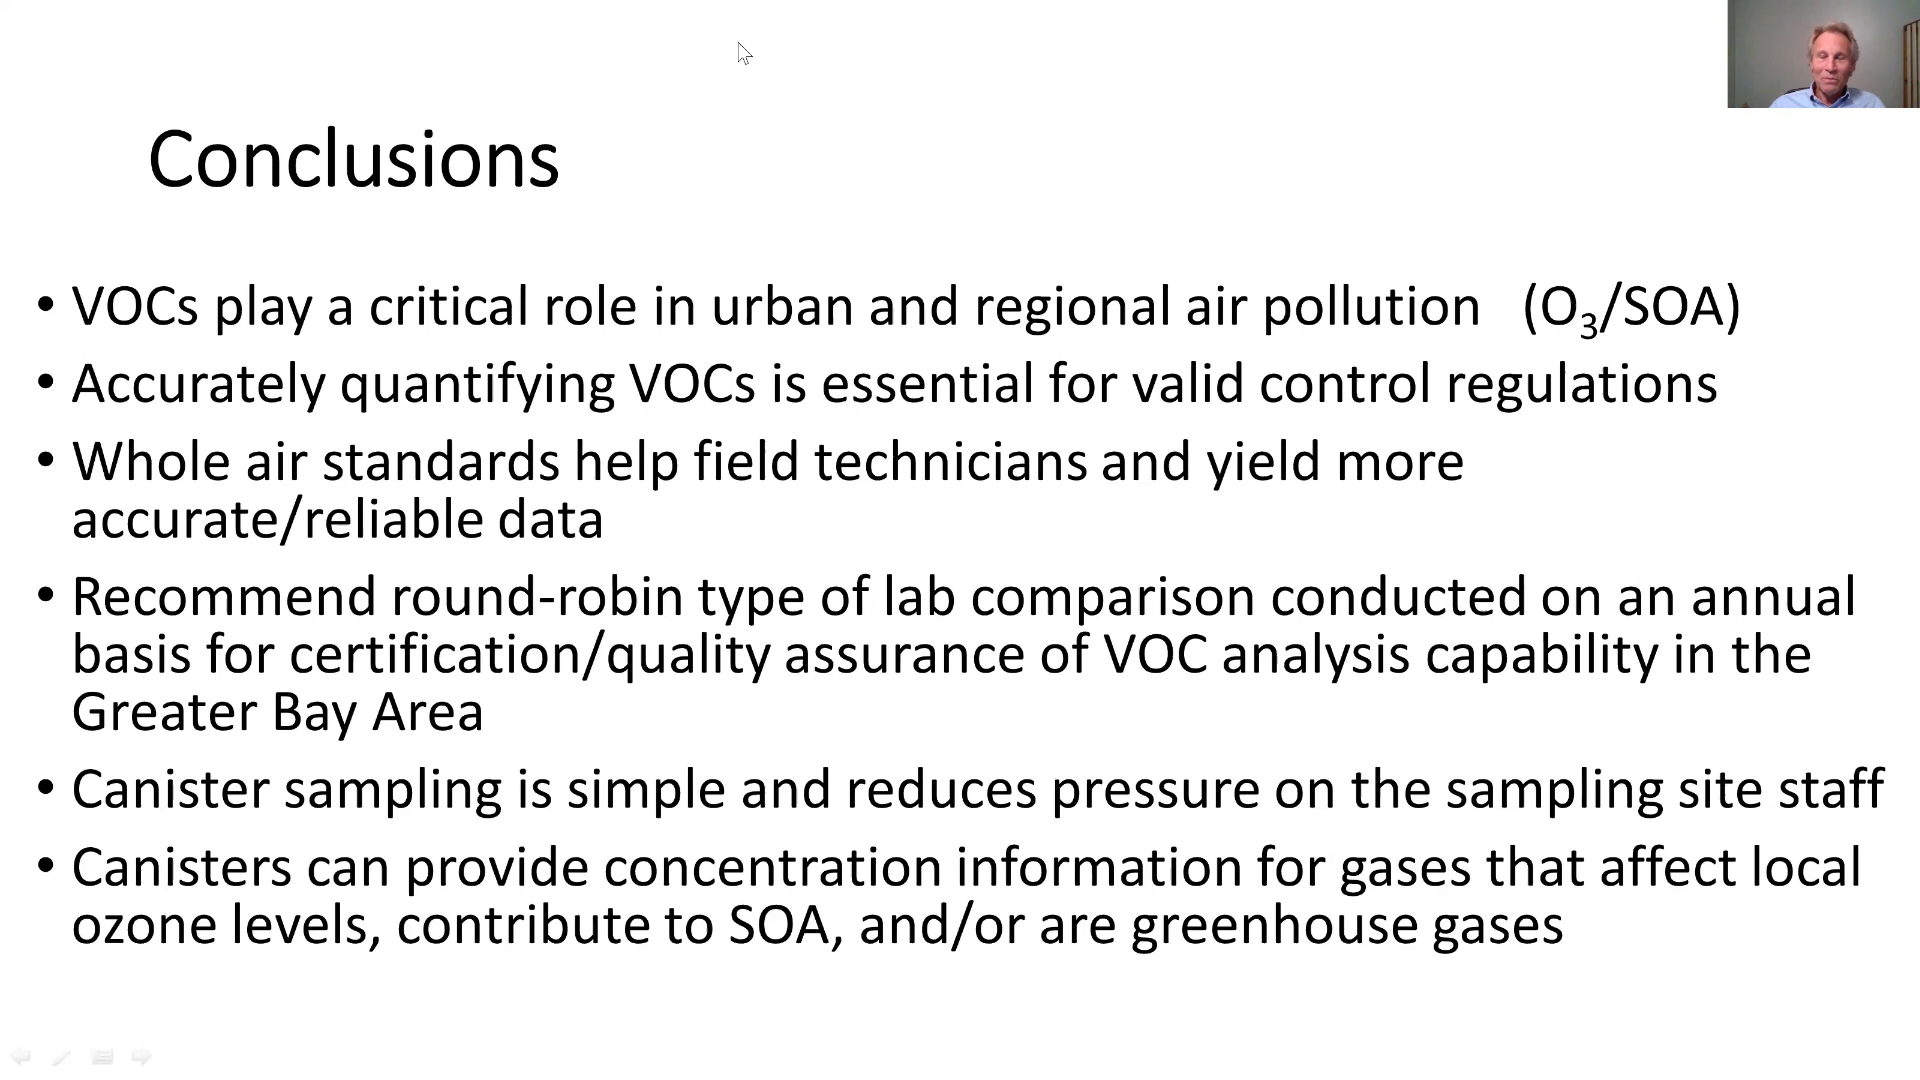 Conclusions
• VOCs play a critical role in urban and regional air pollution (O₃/SOA)
• Accurately quantifying VOCs is essential for valid control regulations
• Whole air standards help field technicians and yield more
accurate/reliable data
• Recommend round-robin type of lab comparison conducted on an annual
basis for certification/quality assurance of VOC analysis capability in the
Greater Bay Area
• Canister sampling is simple and reduces pressure on the sampling site staff
• Canisters can provide concentration information for gases that affect local
ozone levels, contribute to SOA, and/or are greenhouse gases